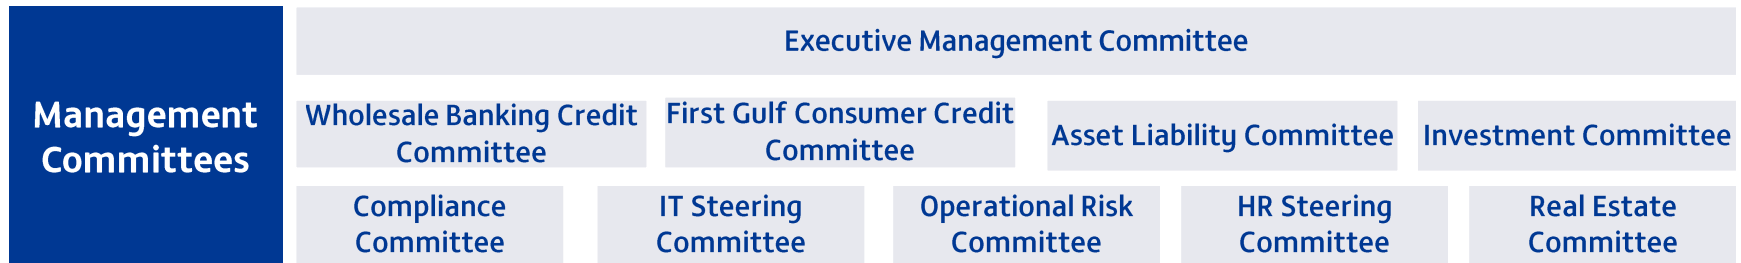 Management
Committees
Executive Management Committee
Wholesale Banking Credit
Committee
First Gulf Consumer Credit
Committee
Asset Liability Committee
Investment Committee
Compliance
Committee
IT Steering
Committee
Operational Risk
Committee
HR Steering
Committee
Real Estate
Committee